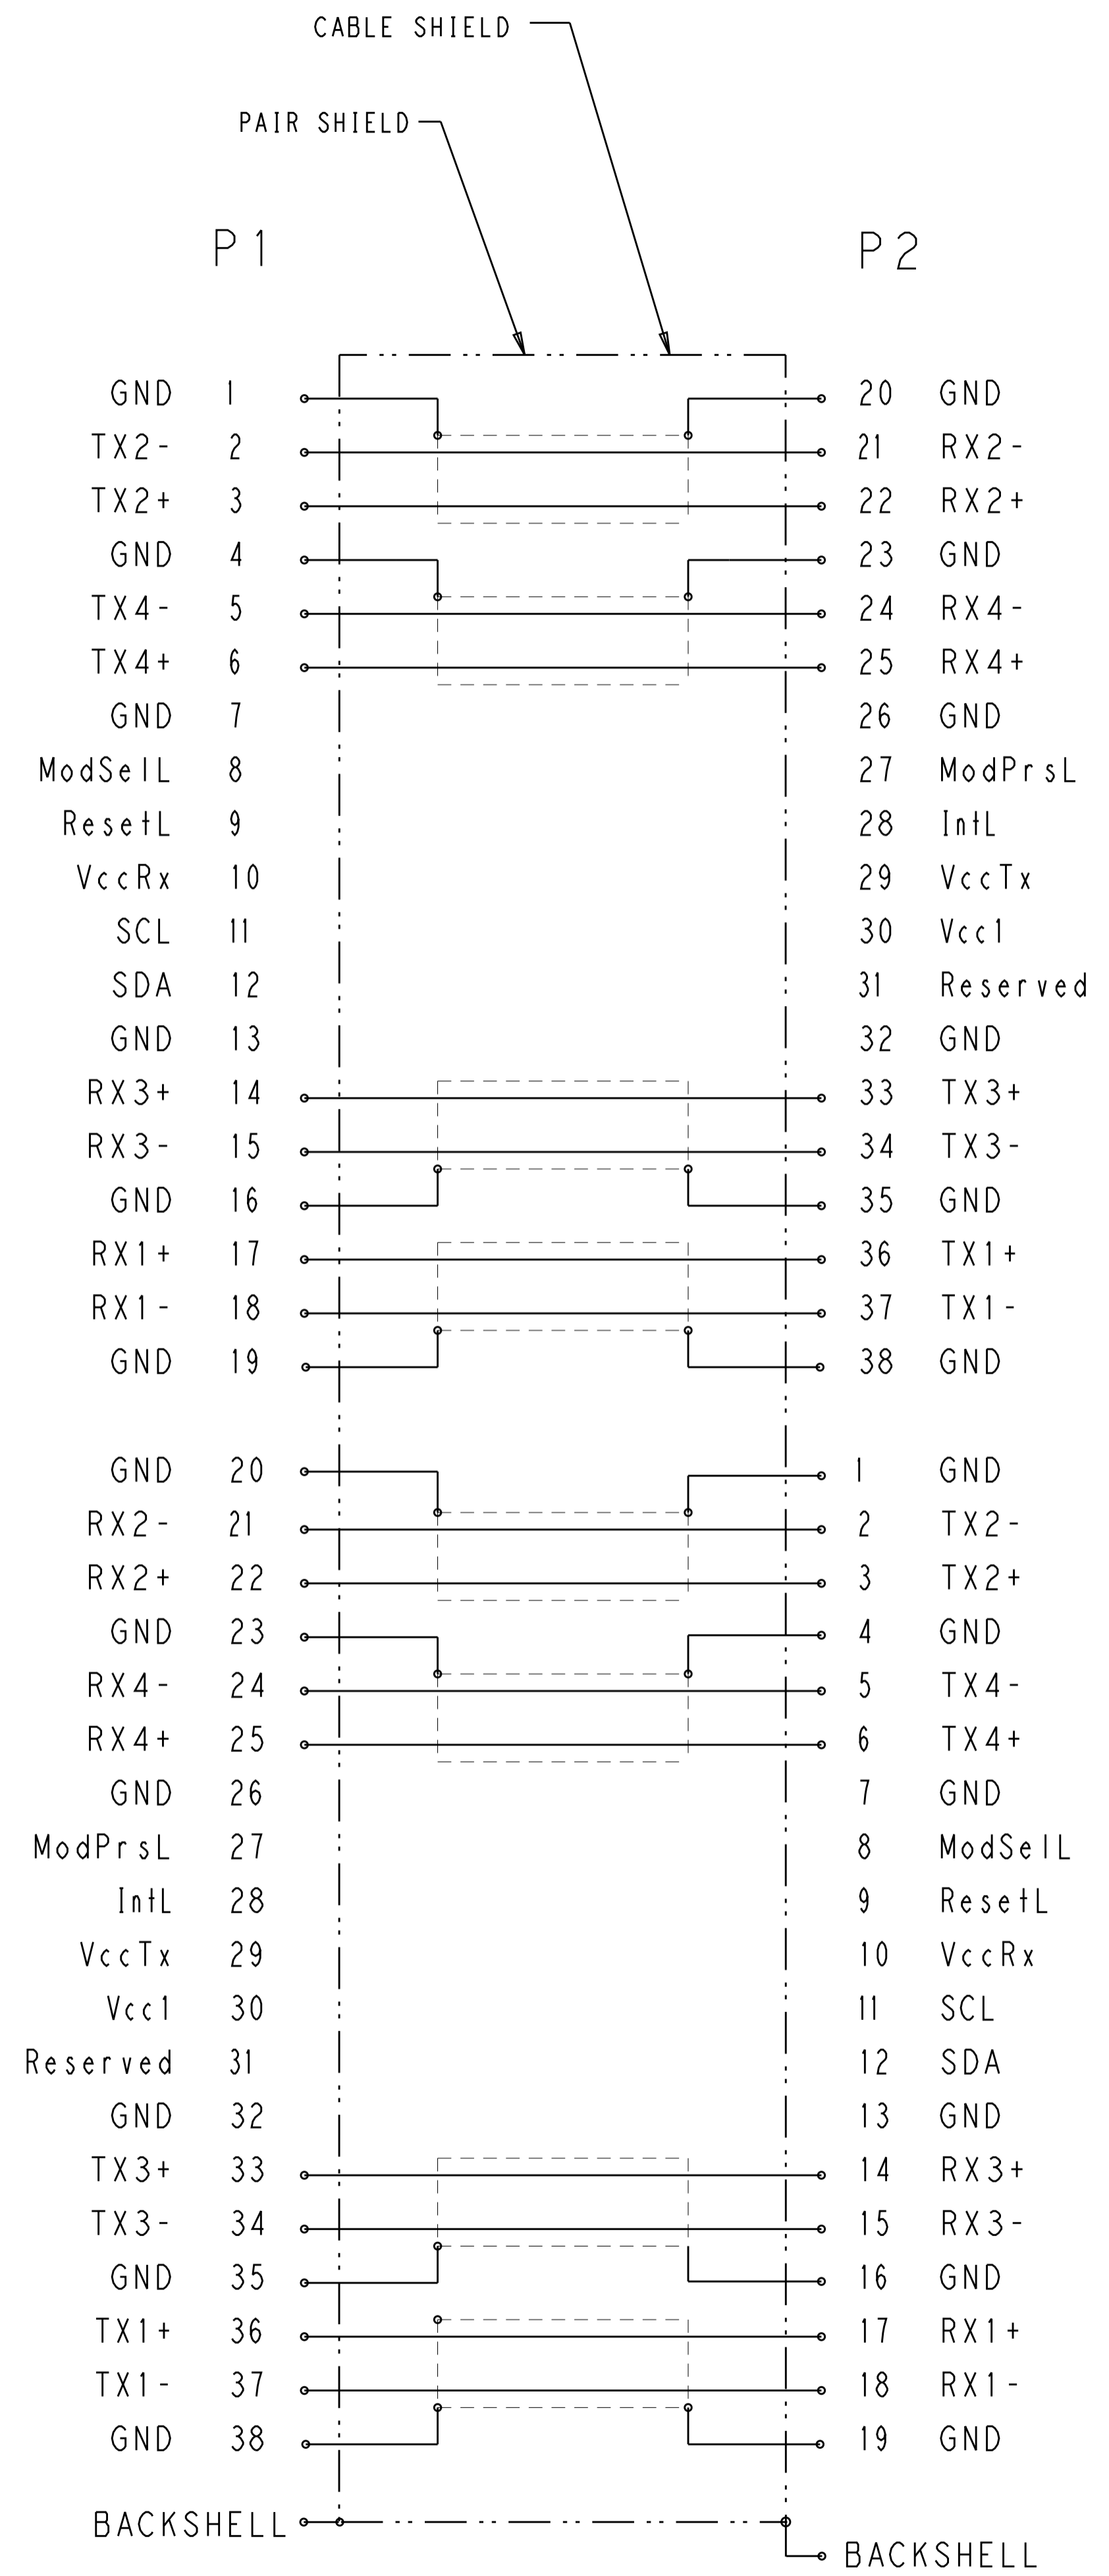 CABLE SHIELD
PAIR SHIELD
P1 P2
GND 1 20 GND
TX2- 2 21 RX2-
TX2+ 3 22 RX2+
GND 4 23 GND
TX4- 5 24 RX4-
TX4+ 6 25 RX4+
GND 7 26 GND
ModSelL 8 27 ModPrsL
ResetL 9 28 IntL
VccRx 10 29 VccTx
SCL 11 30 Vcc1
SDA 12 31 Reserved
GND 13 32 GND
RX3+ 14 33 TX3+
RX3- 15 34 TX3-
GND 16 35 GND
RX1+ 17 36 TX1+
RX1- 18 37 TX1-
GND 19 38 GND
GND 20 1 GND
RX2- 21 2 TX2-
RX2+ 22 3 TX2+
GND 23 4 GND
RX4- 24 5 TX4-
RX4+ 25 6 TX4+
GND 26 7 GND
ModPrsL 27 8 ModSelL
IntL 28 9 ResetL
VccTx 29 10 VccRx
Vcc1 30 11 SCL
Reserved 31 12 SDA
GND 32 13 GND
TX3+ 33 14 RX3+
TX3- 34 15 RX3-
GND 35 16 GND
TX1+ 36 17 RX1+
TX1- 37 18 RX1-
GND 38 19 GND
BACKSHELL
BACKSHELL